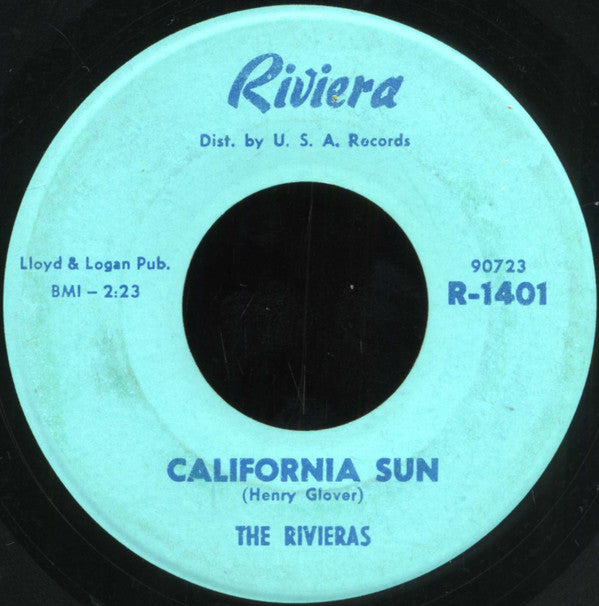 Riviera
Dist. by U. S. A. Records
Lloyd & Logan Pub.
BMI – 2:23
90723
R-1401
CALIFORNIA SUN
(Henry Glover)
THE RIVIERAS